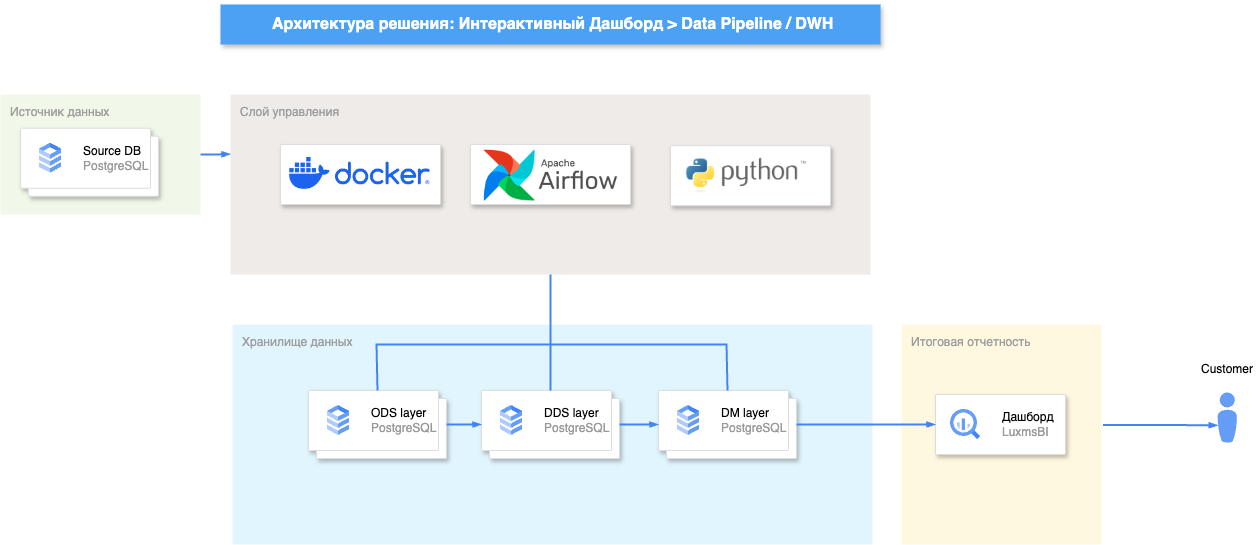 Архитектура решения: Интерактивный Дашборд > Data Pipeline / DWH
Источник данных
Source DB
PostgreSQL
Слой управления
docker
Apache
Airflow
python™
Хранилище данных
ODS layer
PostgreSQL
DDS layer
PostgreSQL
DM layer
PostgreSQL
Итоговая отчетность
Дашборд
LuxmsBI
Customer